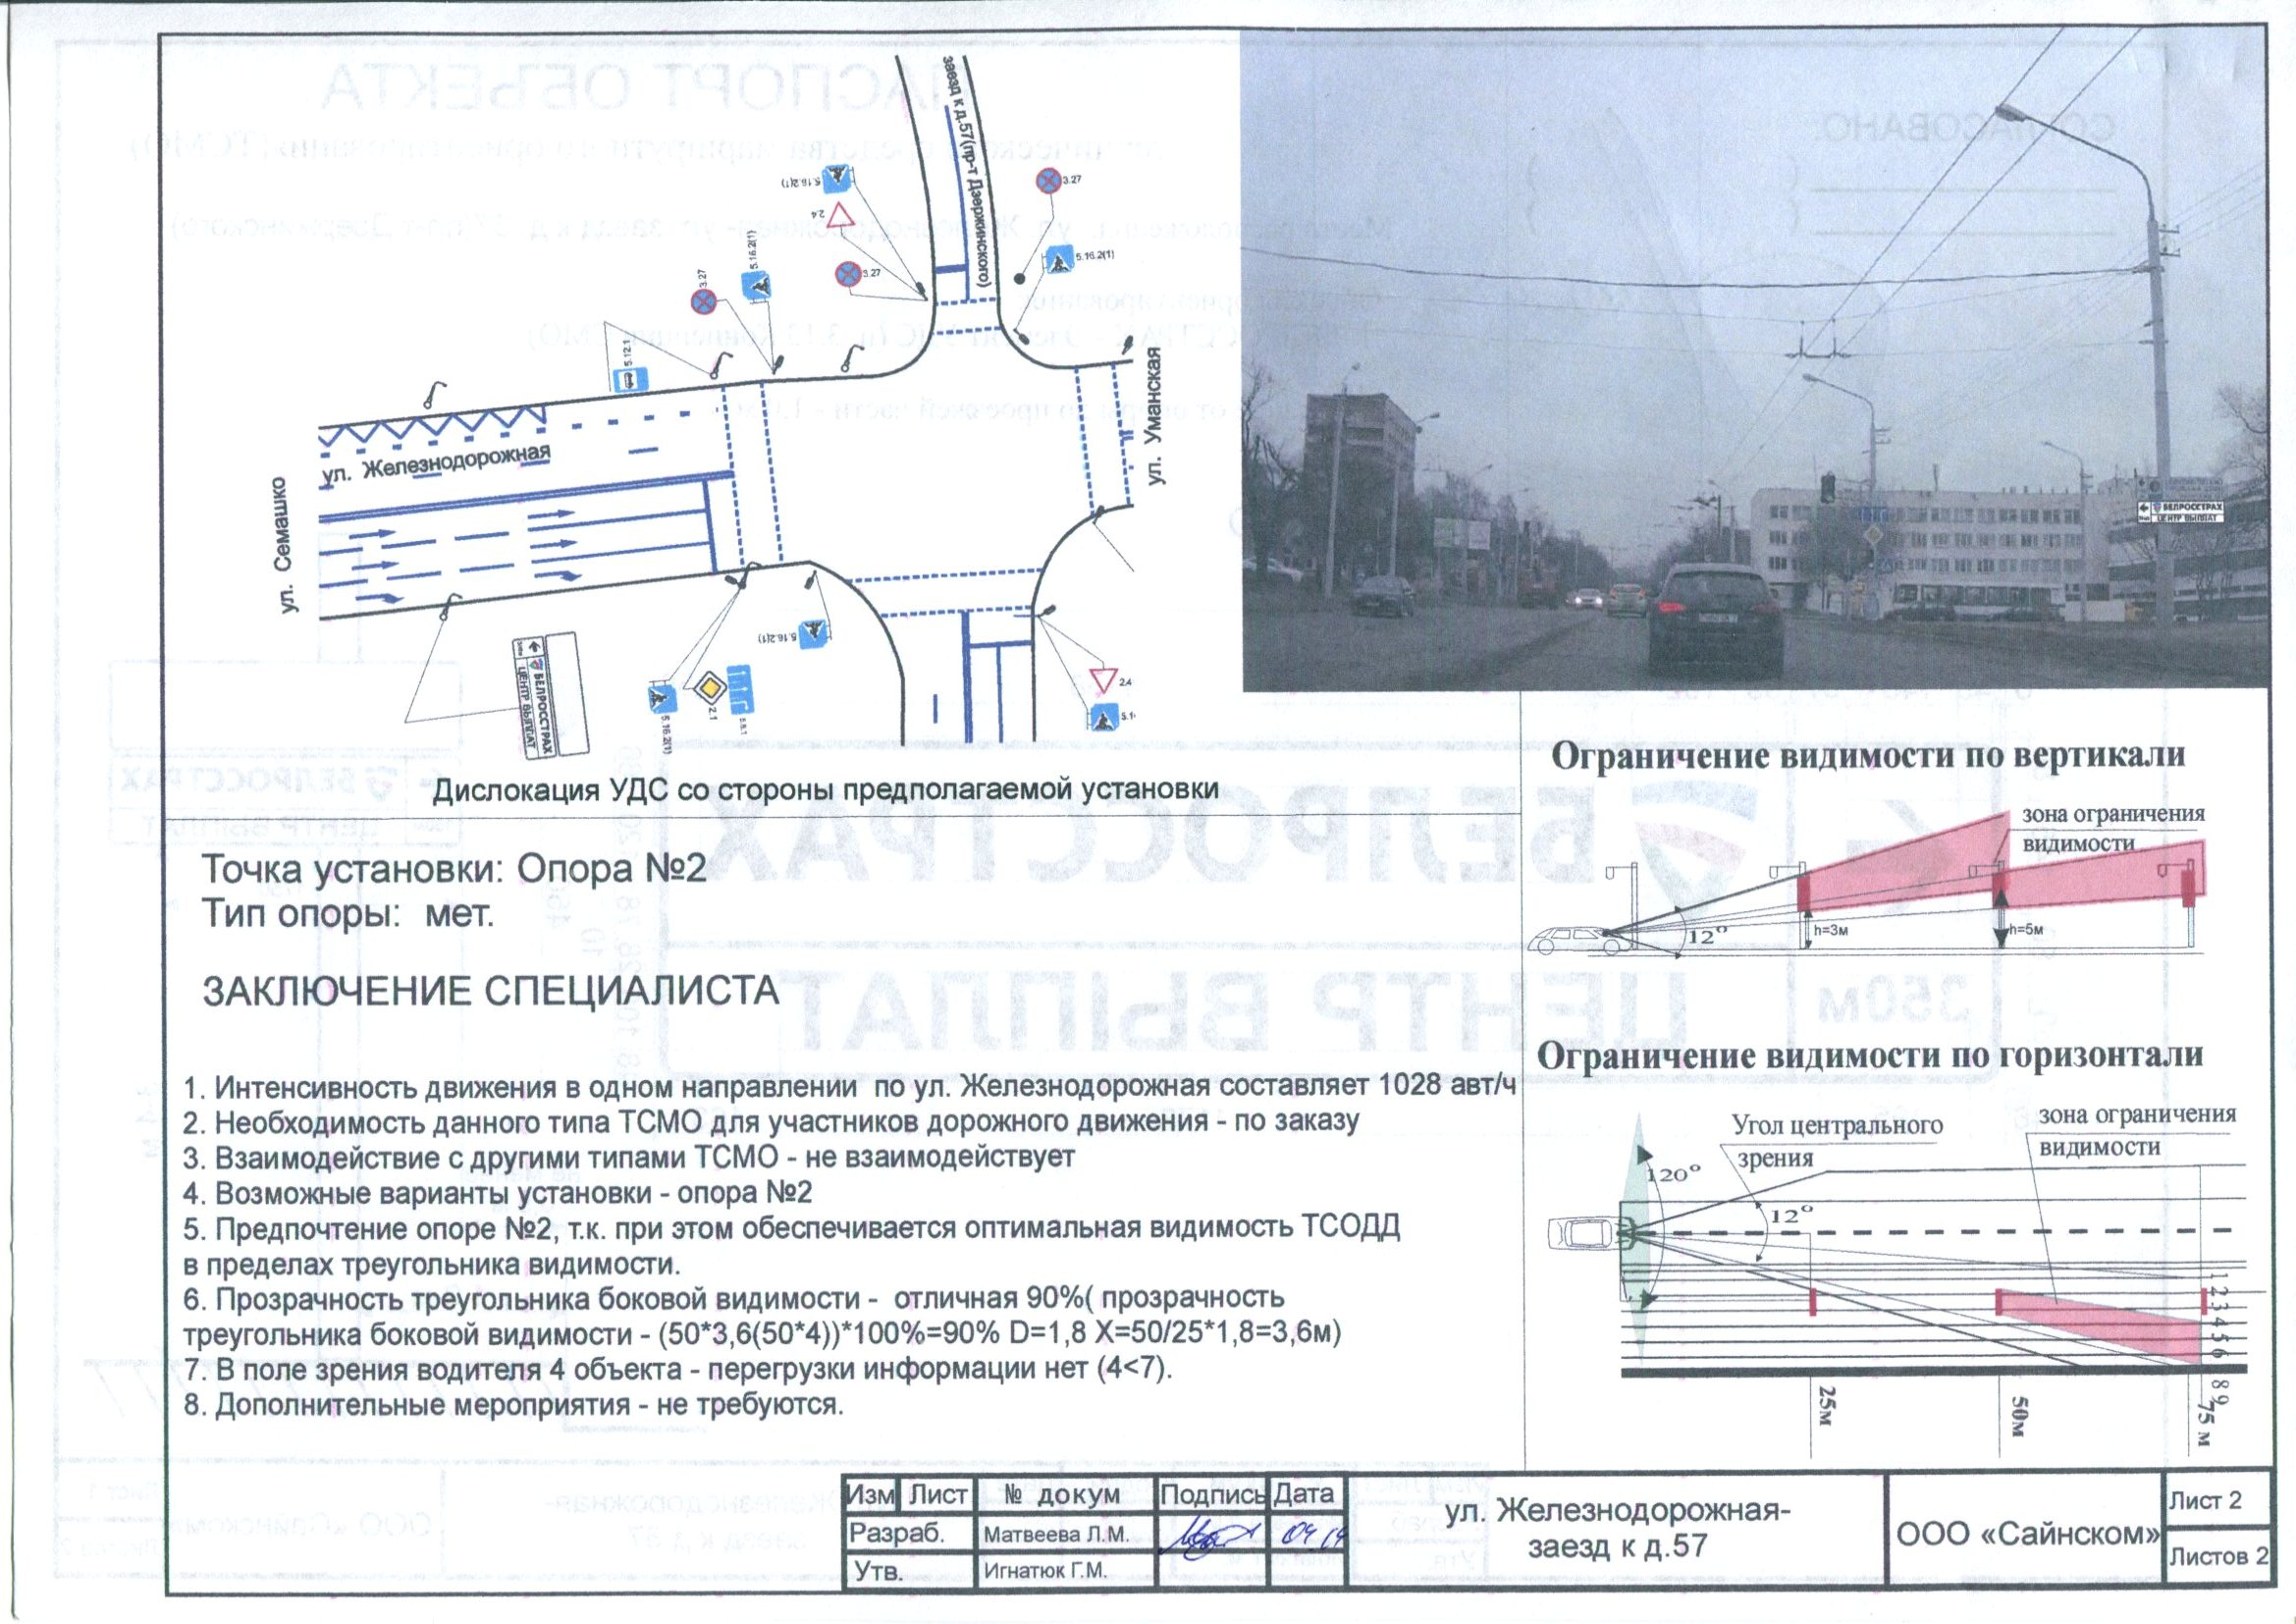 заезд к д.57(пр-т Дзержинского)
5.16.2(1)
2.4
3.27
3.27
5.16.2(1)
5.16.2(1)
3.27
5.12.1
ул. Уманская
ул. Железнодорожная
ул. Семашко
5.16.2(1)
БЕЛРОССТРАХ
ЦЕНТР ВЫПЛАТ
5.16.2(1)
2.1
2.4
5.1
БЕЛРОССТРАХ
ЦЕНТР ВЫПЛАТ
Дислокация УДС со стороны предполагаемой установки
Точка установки: Опора №2
Тип опоры: мет.
ЗАКЛЮЧЕНИЕ СПЕЦИАЛИСТА
1. Интенсивность движения в одном направлении по ул. Железнодорожная составляет 1028 авт/ч
2. Необходимость данного типа ТСМО для участников дорожного движения - по заказу
3. Взаимодействие с другими типами ТСМО - не взаимодействует
4. Возможные варианты установки - опора №2
5. Предпочтение опоре №2, т.к. при этом обеспечивается оптимальная видимость ТСОДД
в пределах треугольника видимости.
6. Прозрачность треугольника боковой видимости - отличная 90%( прозрачность
треугольника боковой видимости - (50*3,6(50*4))*100%=90% D=1,8 X=50/25*1,8=3,6м)
7. В поле зрения водителя 4 объекта - перегрузки информации нет (4<7).
8. Дополнительные мероприятия - не требуются.
Ограничение видимости по вертикали
зона ограничения
видимости
12°
h=3м
h=5м
Ограничение видимости по горизонтали
Угол центрального
зрения
зона ограничения
видимости
120°
12°
1 2 3 4 5 6
8 9
25м
50м
75 м
Изм Лист № докум Подпись Дата
Разраб. Матвеева Л.М. 04.19
Утв. Игнатюк Г.М.
ул. Железнодорожная-
заезд к д.57
ООО «Сайнском»
Лист 2
Листов 2